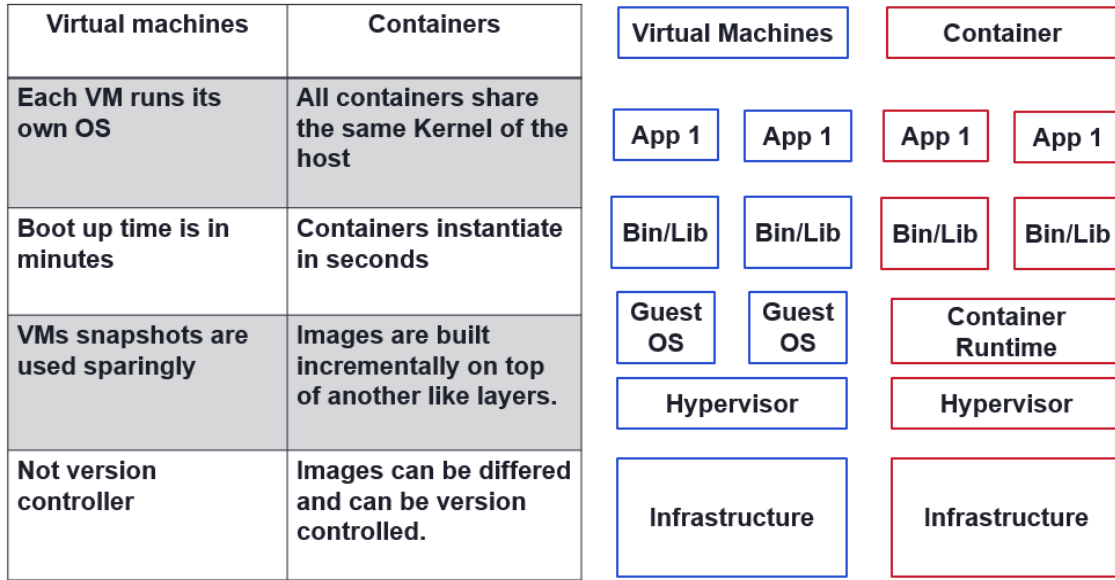 Virtual machines
Containers
Each VM runs its
own OS
All containers share
the same Kernel of the
host
Boot up time is in
minutes
Containers instantiate
in seconds
VMs snapshots are
used sparingly
Images are built
incrementally on top
of another like layers.
Not version
controller
Images can be differed
and can be version
controlled.
Virtual Machines
Container
App 1
App 1
App 1
App 1
Bin/Lib
Bin/Lib
Bin/Lib
Bin/Lib
Guest
OS
Guest
OS
Container
Runtime
Hypervisor
Hypervisor
Infrastructure
Infrastructure